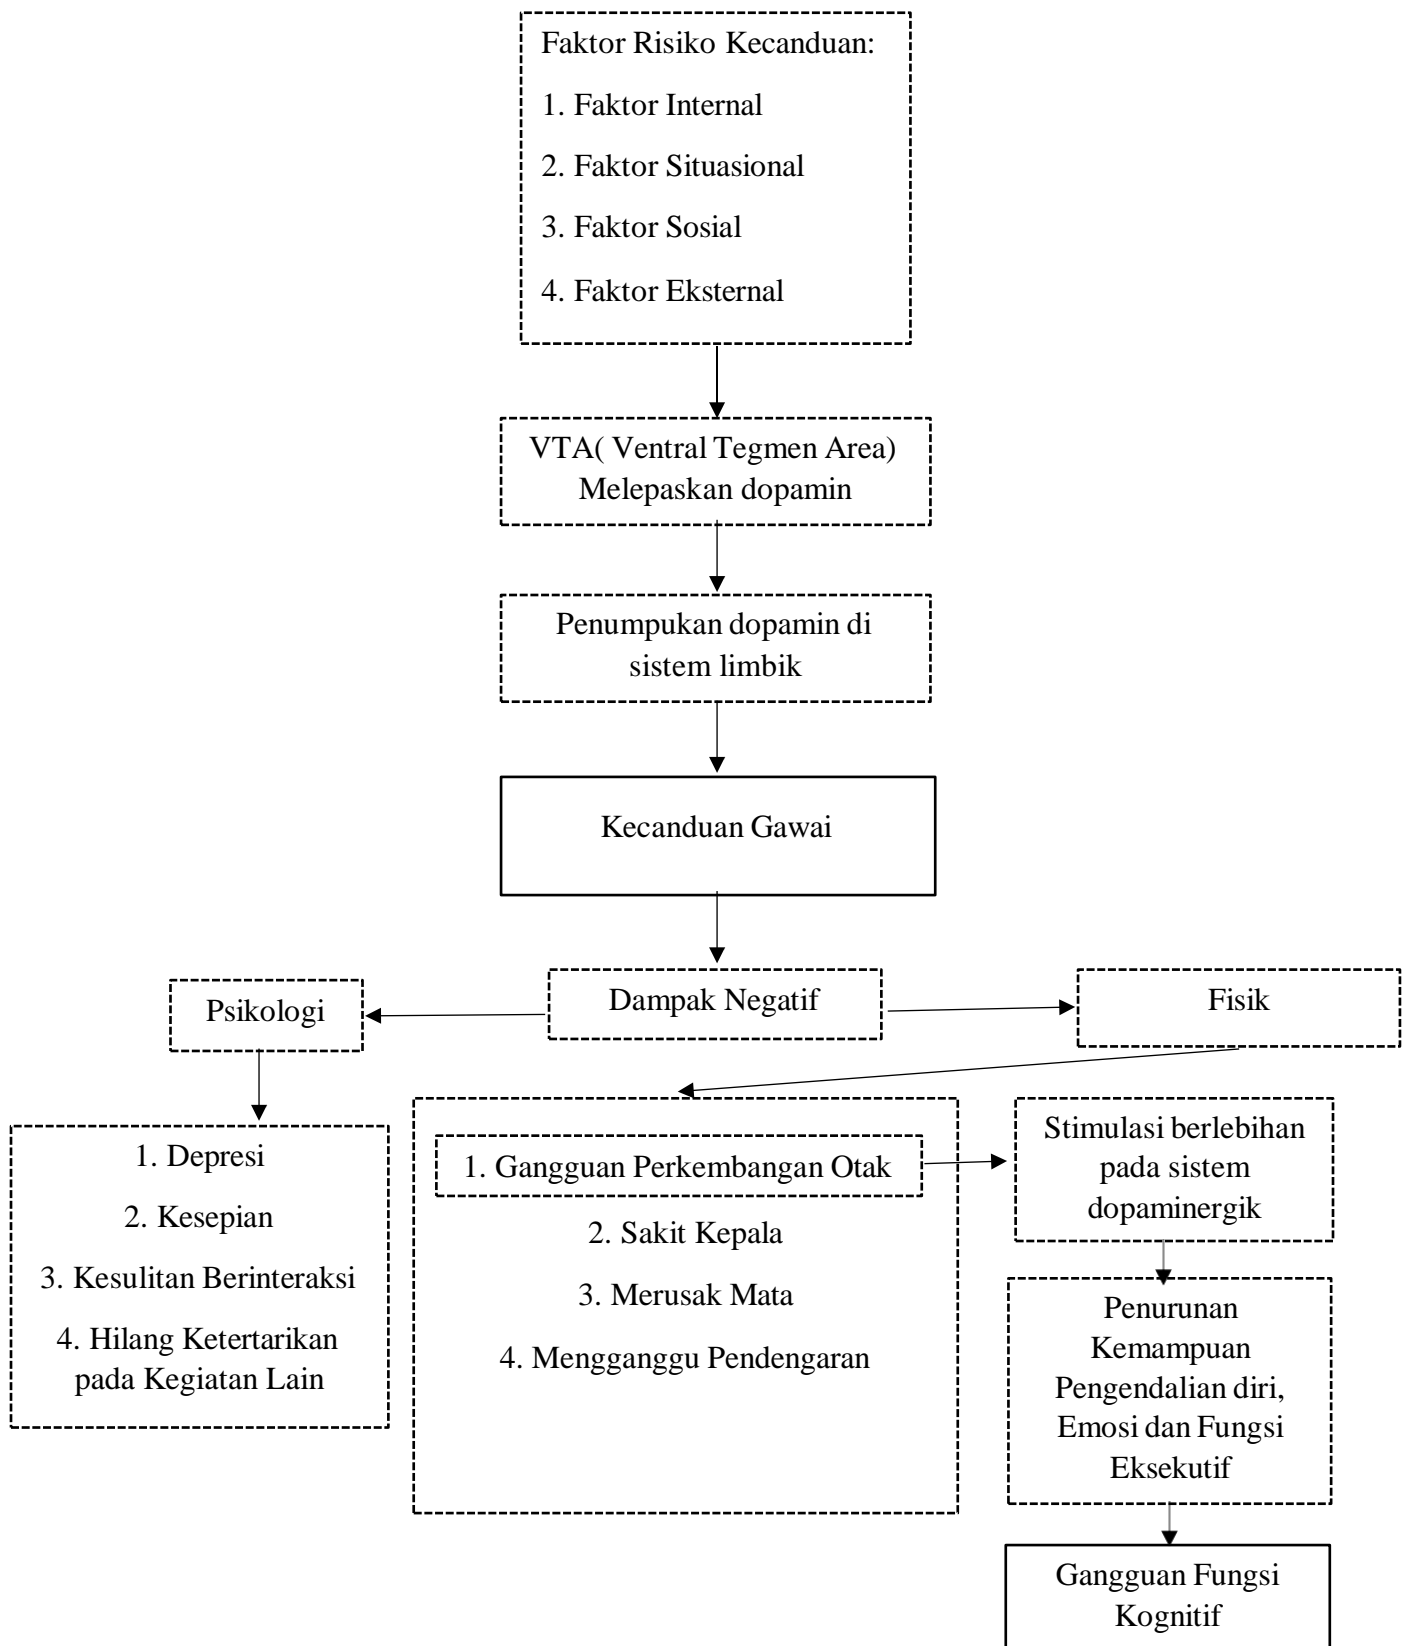 Faktor Risiko Kecanduan:
1. Faktor Internal
2. Faktor Situasional
3. Faktor Sosial
4. Faktor Eksternal
VTA( Ventral Tegmen Area)
Melepaskan dopamin
Penumpukan dopamin di
sistem limbik
Kecanduan Gawai
Psikologi
Dampak Negatif
Fisik
1. Depresi
2. Kesepian
3. Kesulitan Berinteraksi
4. Hilang Ketertarikan
pada Kegiatan Lain
1. Gangguan Perkembangan Otak
2. Sakit Kepala
3. Merusak Mata
4. Mengganggu Pendengaran
Stimulasi berlebihan
pada sistem
dopaminergik
Penurunan
Kemampuan
Pengendalian diri,
Emosi dan Fungsi
Eksekutif
Gangguan Fungsi
Kognitif